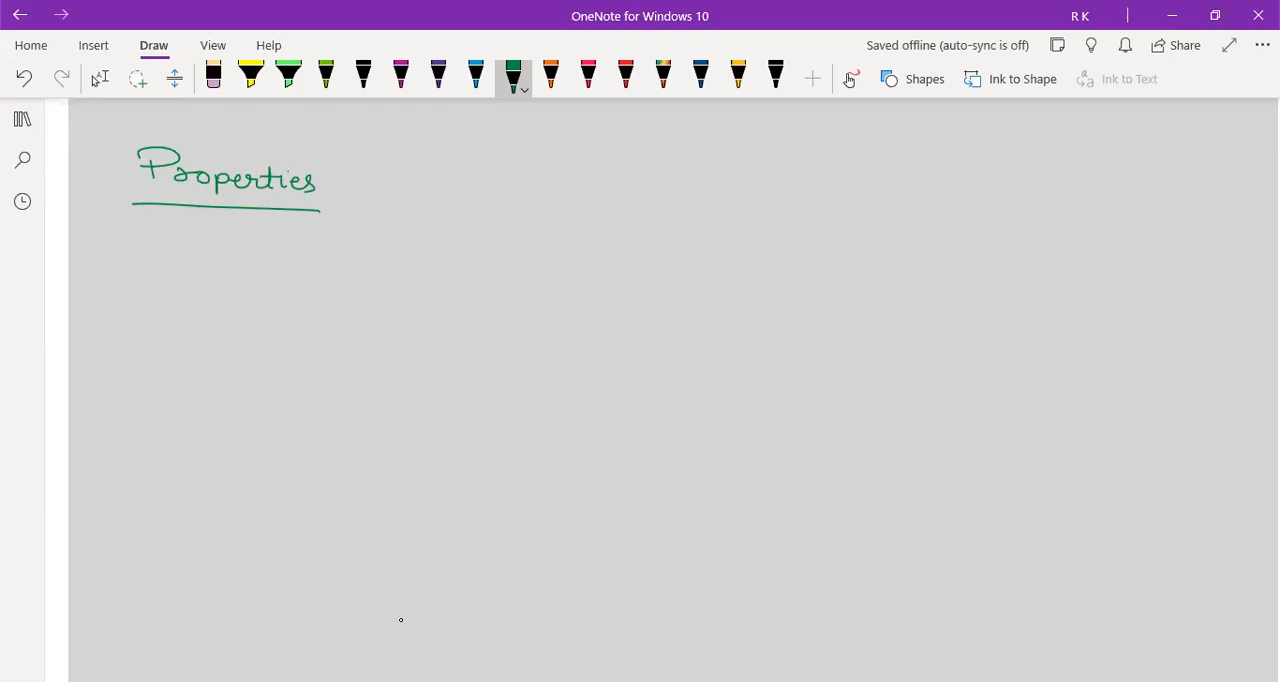 OneNote for Windows 10
R K
Home Insert Draw View Help
Saved offline (auto-sync is off) Share
Shapes Ink to Shape Ink to Text
Properties